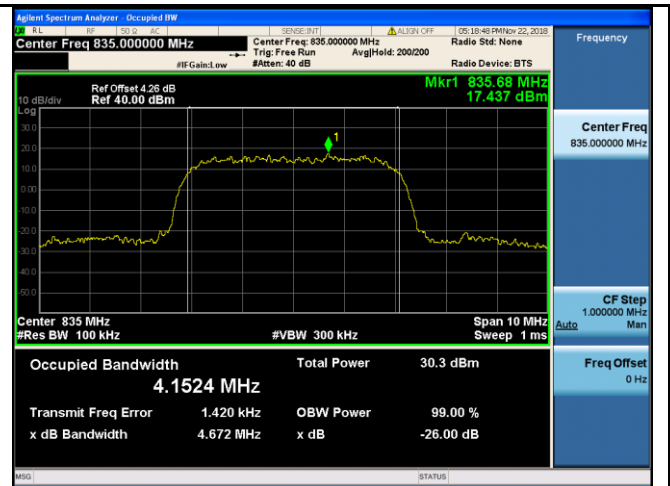 Agilent Spectrum Analyzer - Occupied BW
RL RF 50 Ω AC SENSE:INT ALIGN OFF 05:18:48 PM Nov 22, 2018
Center Freq 835.000000 MHz Center Freq: 835.000000 MHz Radio Std: None Frequency
Trig: Free Run Avg|Hold: 200/200
#IFGain:Low #Atten: 40 dB Radio Device: BTS
Ref Offset 4.26 dB Mkr1 835.68 MHz
10 dB/div Ref 40.00 dBm 17.437 dBm
Log
30.0
20.0
10.0
0.00
-10.0
-20.0
-30.0
-40.0
-50.0
1
Center Freq
835.000000 MHz
Center 835 MHz Span 10 MHz
#Res BW 100 kHz #VBW 300 kHz Sweep 1 ms
CF Step
1.000000 MHz
Auto Man
Occupied Bandwidth Total Power 30.3 dBm
4.1524 MHz
Transmit Freq Error 1.420 kHz OBW Power 99.00 %
x dB Bandwidth 4.672 MHz x dB -26.00 dB
Freq Offset
0 Hz
MSG STATUS